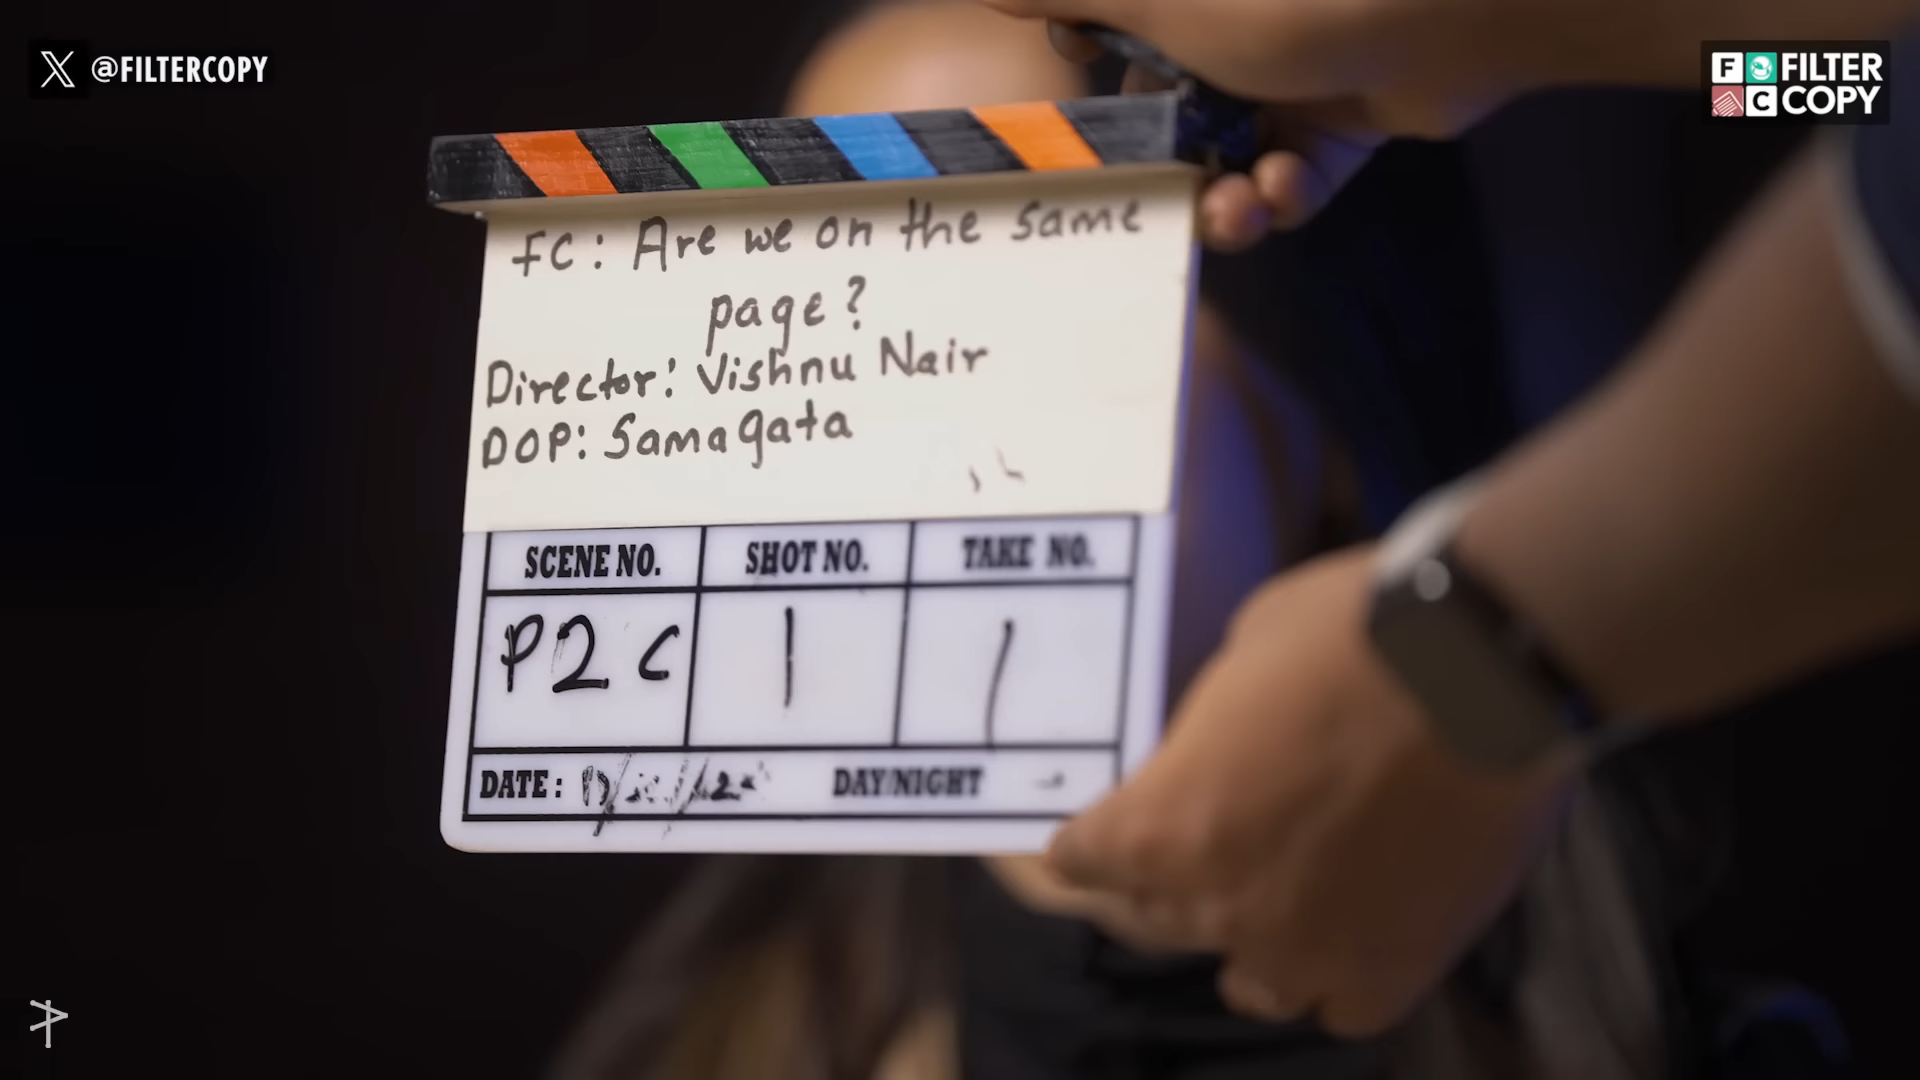 @FILTERCOPY
F C FILTER
COPY
FC: Are we on the same
page?
Director: Vishnu Nair
DOP: Samagata
SCENE NO. SHOT NO. TAKE NO.
P2C 1 1
DATE: DAY/NIGHT